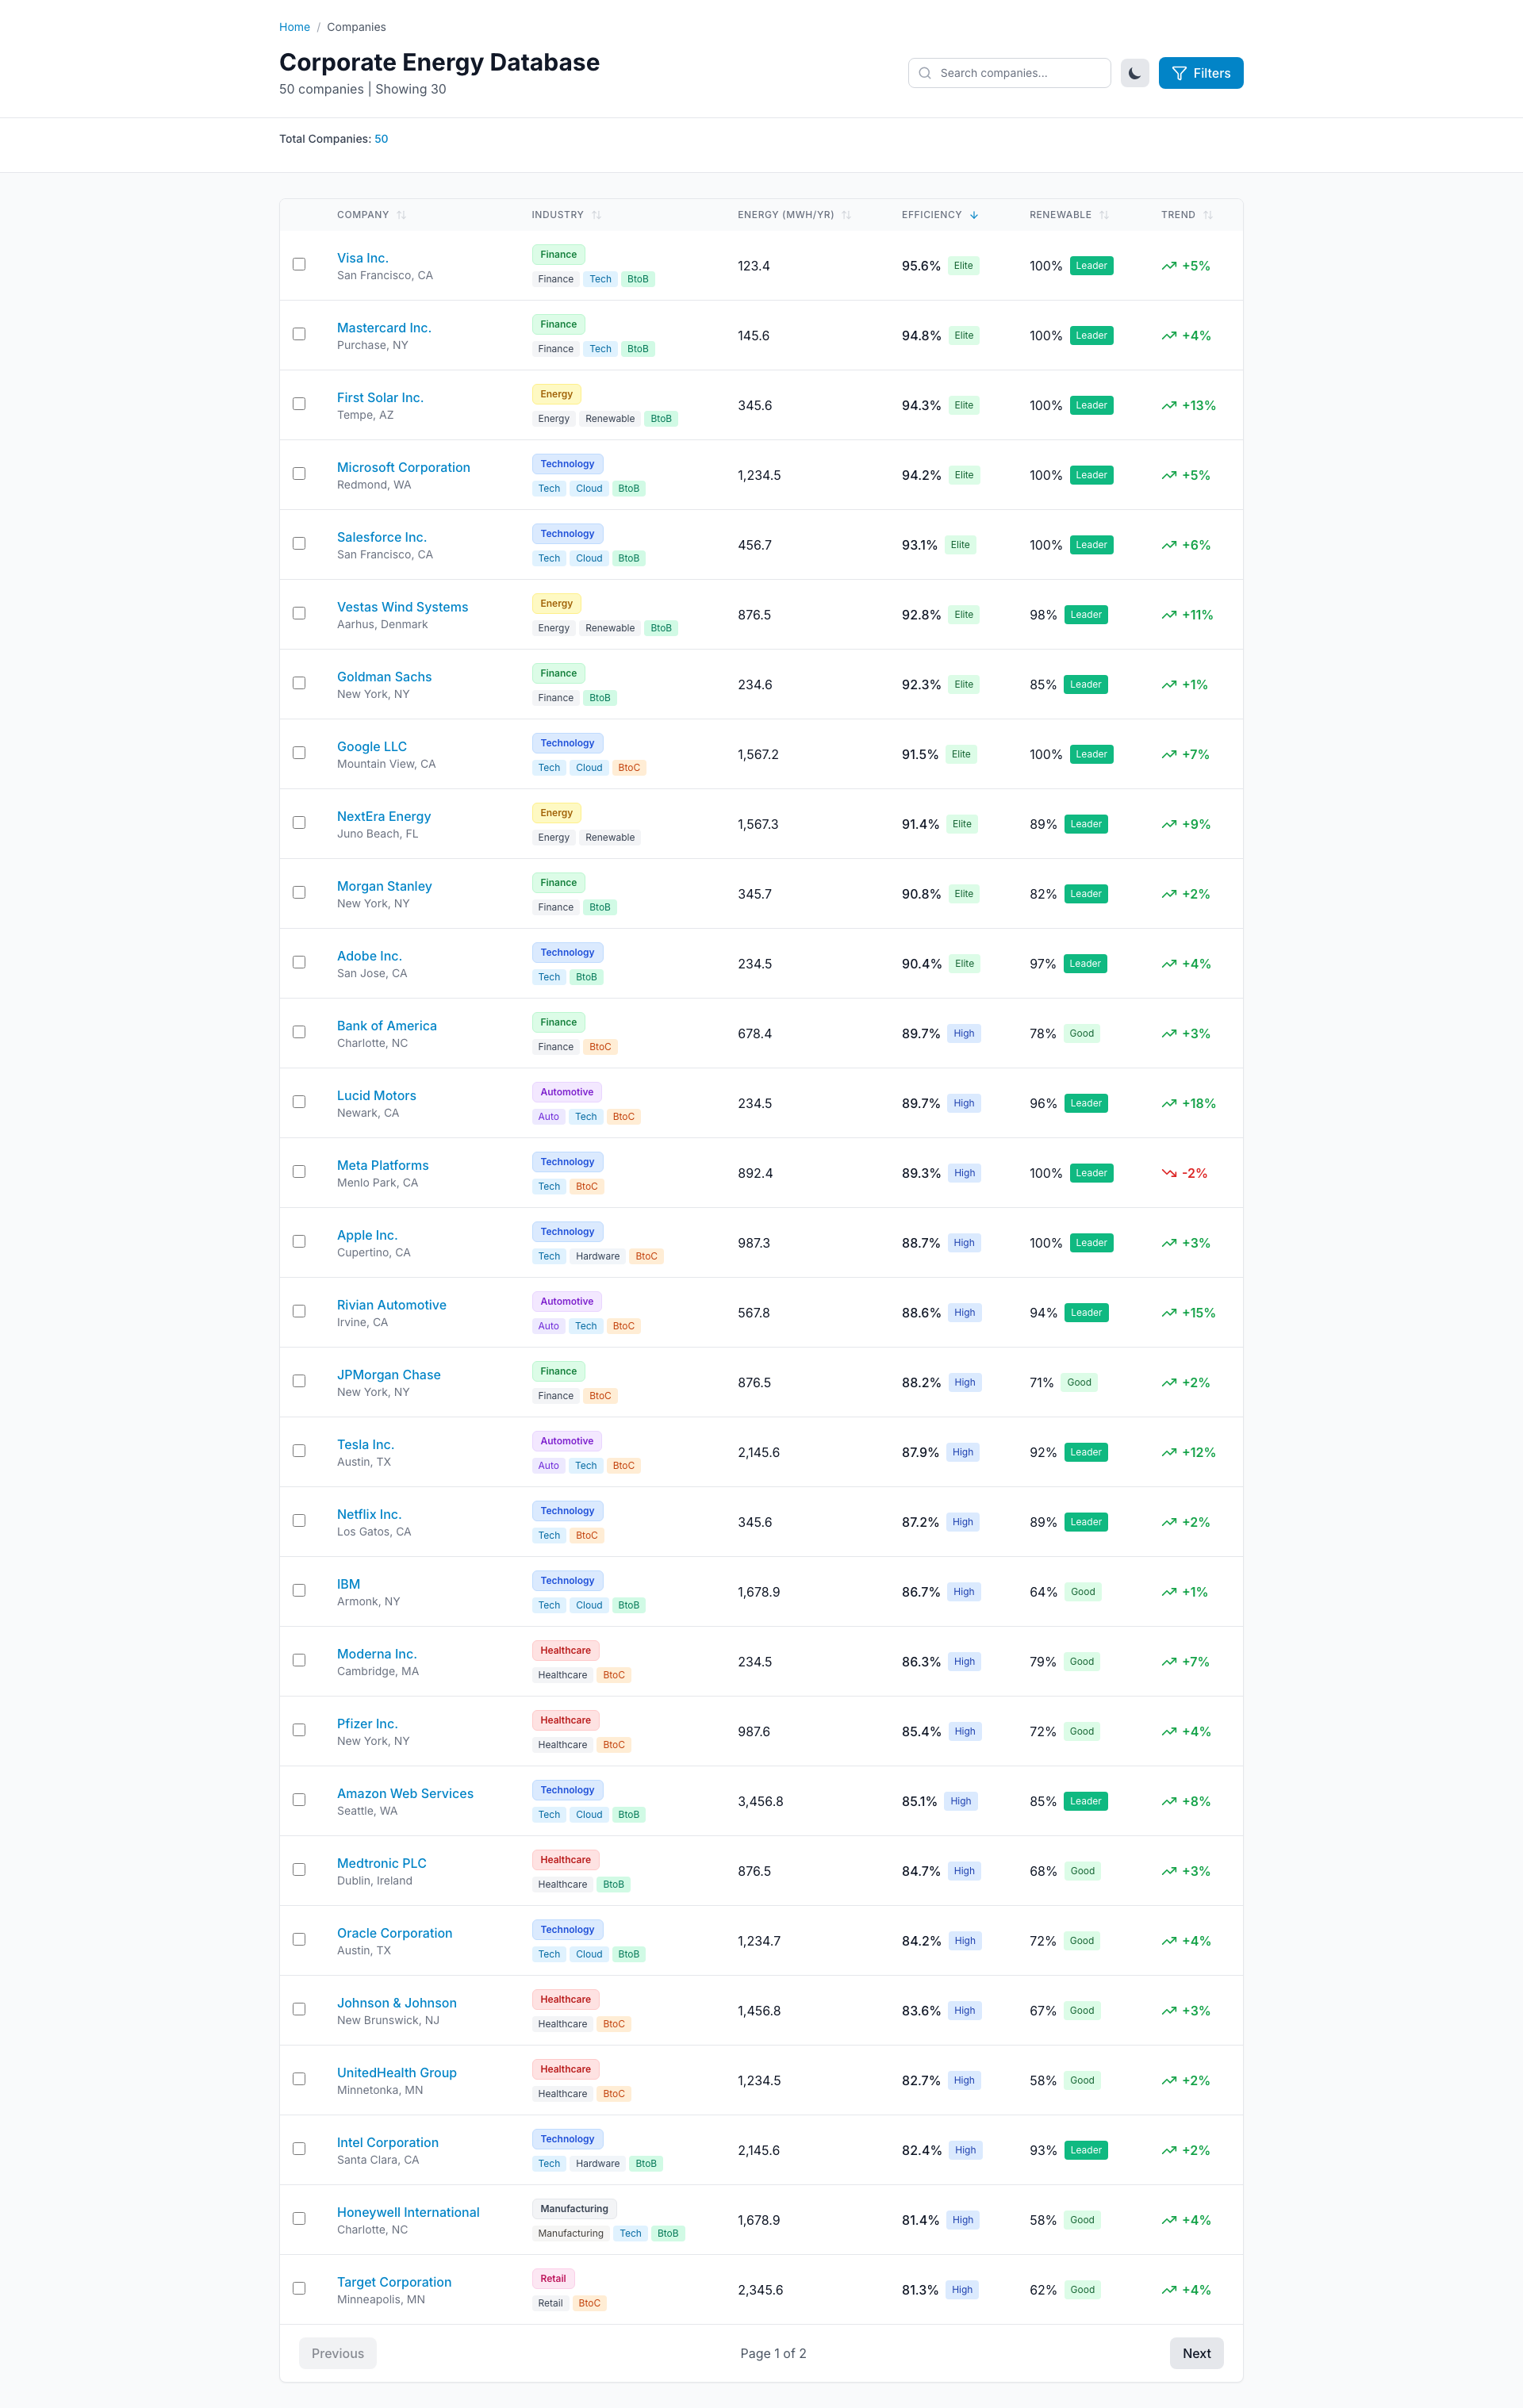 Home / Companies
Corporate Energy Database
50 companies | Showing 30
Search companies...
Filters
Total Companies: 50
COMPANY INDUSTRY ENERGY (MWH/YR) EFFICIENCY RENEWABLE TREND
Visa Inc.
San Francisco, CA
Finance
Finance Tech BtoB
123.4 95.6% Elite 100% Leader +5%
Mastercard Inc.
Purchase, NY
Finance
Finance Tech BtoB
145.6 94.8% Elite 100% Leader +4%
First Solar Inc.
Tempe, AZ
Energy
Energy Renewable BtoB
345.6 94.3% Elite 100% Leader +13%
Microsoft Corporation
Redmond, WA
Technology
Tech Cloud BtoB
1,234.5 94.2% Elite 100% Leader +5%
Salesforce Inc.
San Francisco, CA
Technology
Tech Cloud BtoB
456.7 93.1% Elite 100% Leader +6%
Vestas Wind Systems
Aarhus, Denmark
Energy
Energy Renewable BtoB
876.5 92.8% Elite 98% Leader +11%
Goldman Sachs
New York, NY
Finance
Finance BtoB
234.6 92.3% Elite 85% Leader +1%
Google LLC
Mountain View, CA
Technology
Tech Cloud BtoC
1,567.2 91.5% Elite 100% Leader +7%
NextEra Energy
Juno Beach, FL
Energy
Energy Renewable
1,567.3 91.4% Elite 89% Leader +9%
Morgan Stanley
New York, NY
Finance
Finance BtoB
345.7 90.8% Elite 82% Leader +2%
Adobe Inc.
San Jose, CA
Technology
Tech BtoB
234.5 90.4% Elite 97% Leader +4%
Bank of America
Charlotte, NC
Finance
Finance BtoC
678.4 89.7% High 78% Good +3%
Lucid Motors
Newark, CA
Automotive
Auto Tech BtoC
234.5 89.7% High 96% Leader +18%
Meta Platforms
Menlo Park, CA
Technology
Tech BtoC
892.4 89.3% High 100% Leader -2%
Apple Inc.
Cupertino, CA
Technology
Tech Hardware BtoC
987.3 88.7% High 100% Leader +3%
Rivian Automotive
Irvine, CA
Automotive
Auto Tech BtoC
567.8 88.6% High 94% Leader +15%
JPMorgan Chase
New York, NY
Finance
Finance BtoC
876.5 88.2% High 71% Good +2%
Tesla Inc.
Austin, TX
Automotive
Auto Tech BtoC
2,145.6 87.9% High 92% Leader +12%
Netflix Inc.
Los Gatos, CA
Technology
Tech BtoC
345.6 87.2% High 89% Leader +2%
IBM
Armonk, NY
Technology
Tech Cloud BtoB
1,678.9 86.7% High 64% Good +1%
Moderna Inc.
Cambridge, MA
Healthcare
Healthcare BtoC
234.5 86.3% High 79% Good +7%
Pfizer Inc.
New York, NY
Healthcare
Healthcare BtoC
987.6 85.4% High 72% Good +4%
Amazon Web Services
Seattle, WA
Technology
Tech Cloud BtoB
3,456.8 85.1% High 85% Leader +8%
Medtronic PLC
Dublin, Ireland
Healthcare
Healthcare BtoB
876.5 84.7% High 68% Good +3%
Oracle Corporation
Austin, TX
Technology
Tech Cloud BtoB
1,234.7 84.2% High 72% Good +4%
Johnson & Johnson
New Brunswick, NJ
Healthcare
Healthcare BtoC
1,456.8 83.6% High 67% Good +3%
UnitedHealth Group
Minnetonka, MN
Healthcare
Healthcare BtoC
1,234.5 82.7% High 58% Good +2%
Intel Corporation
Santa Clara, CA
Technology
Tech Hardware BtoB
2,145.6 82.4% High 93% Leader +2%
Honeywell International
Charlotte, NC
Manufacturing
Manufacturing Tech BtoB
1,678.9 81.4% High 58% Good +4%
Target Corporation
Minneapolis, MN
Retail
Retail BtoC
2,345.6 81.3% High 62% Good +4%
Previous Page 1 of 2 Next